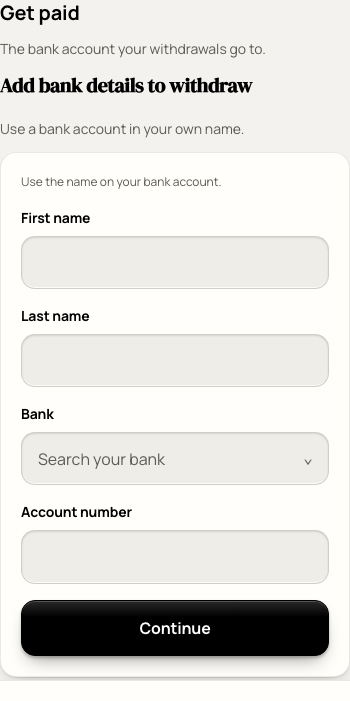 Get paid
The bank account your withdrawals go to.
Add bank details to withdraw
Use a bank account in your own name.
Use the name on your bank account.
First name
Last name
Bank
Search your bank
Account number
Continue